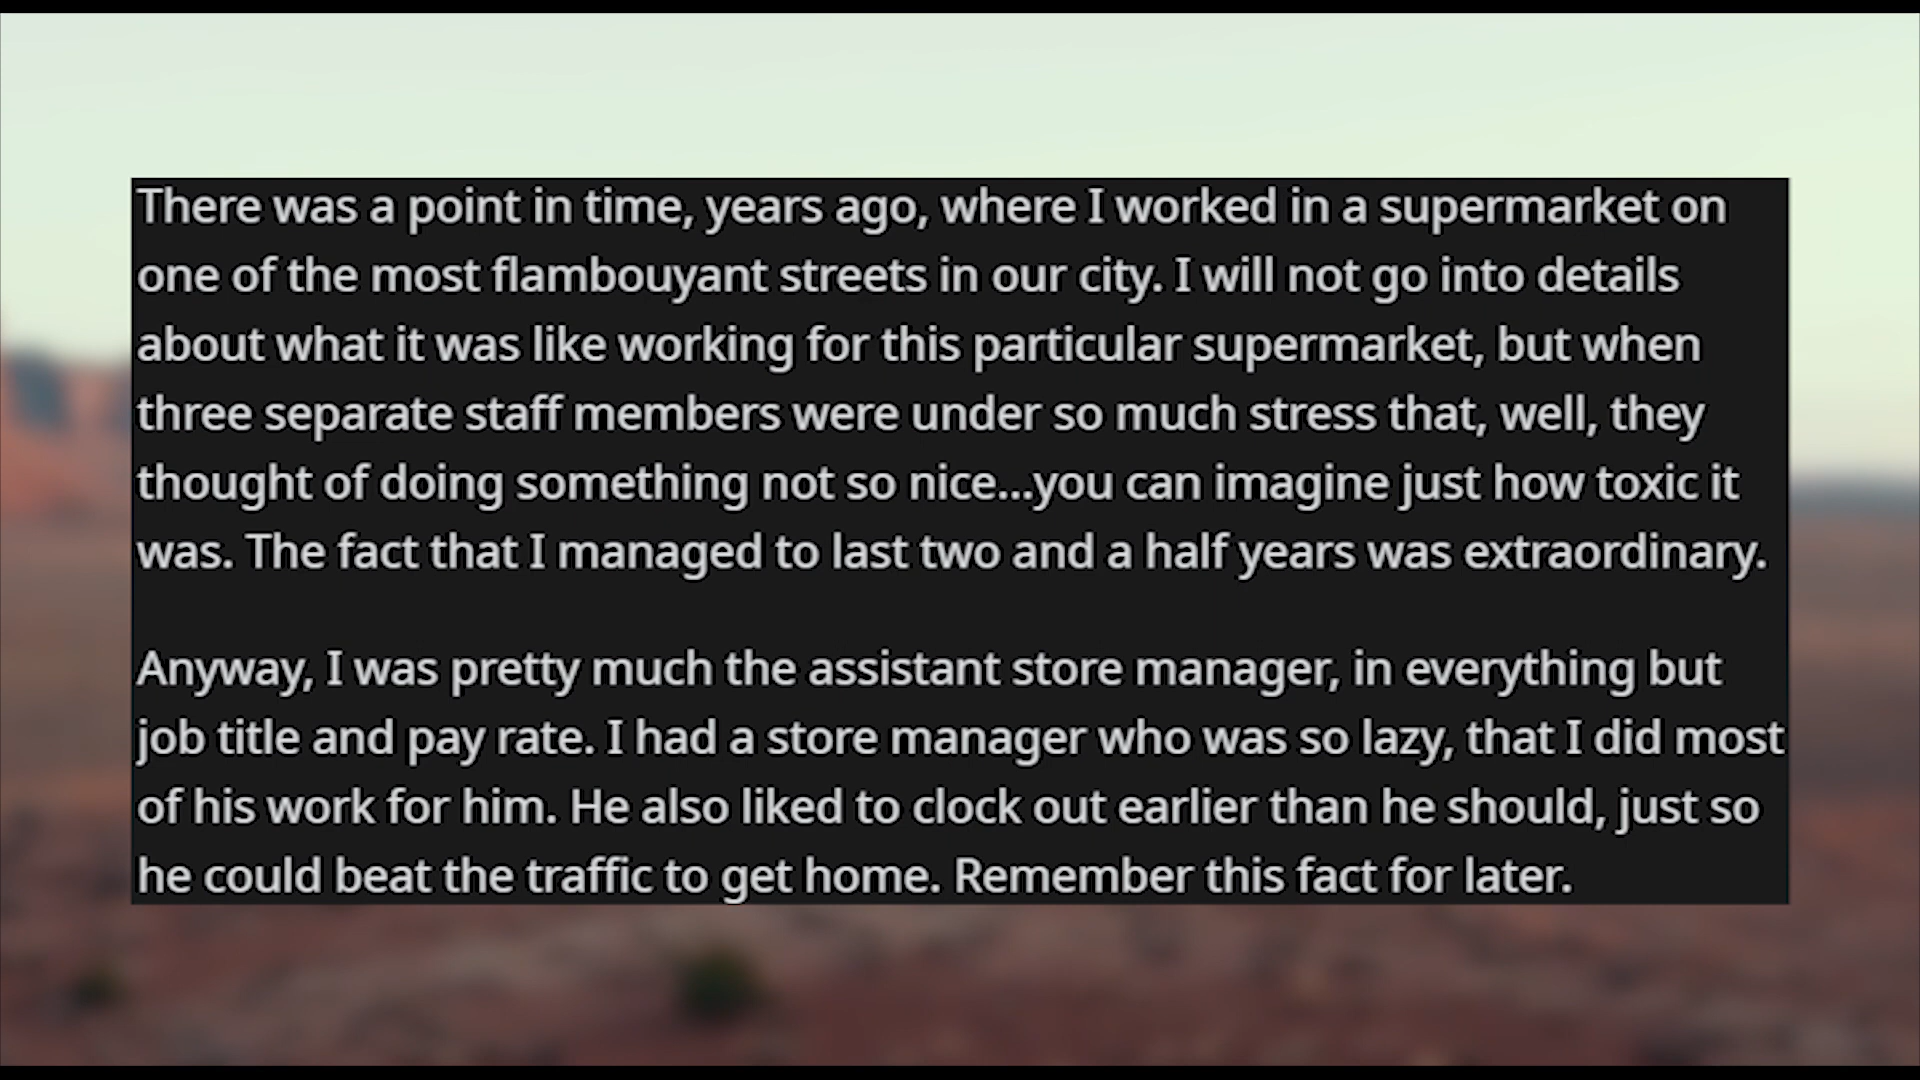 There was a point in time, years ago, where I worked in a supermarket on
one of the most flambouyant streets in our city. I will not go into details
about what it was like working for this particular supermarket, but when
three separate staff members were under so much stress that, well, they
thought of doing something not so nice...you can imagine just how toxic it
was. The fact that I managed to last two and a half years was extraordinary.
Anyway, I was pretty much the assistant store manager, in everything but
job title and pay rate. I had a store manager who was so lazy, that I did most
of his work for him. He also liked to clock out earlier than he should, just so
he could beat the traffic to get home. Remember this fact for later.